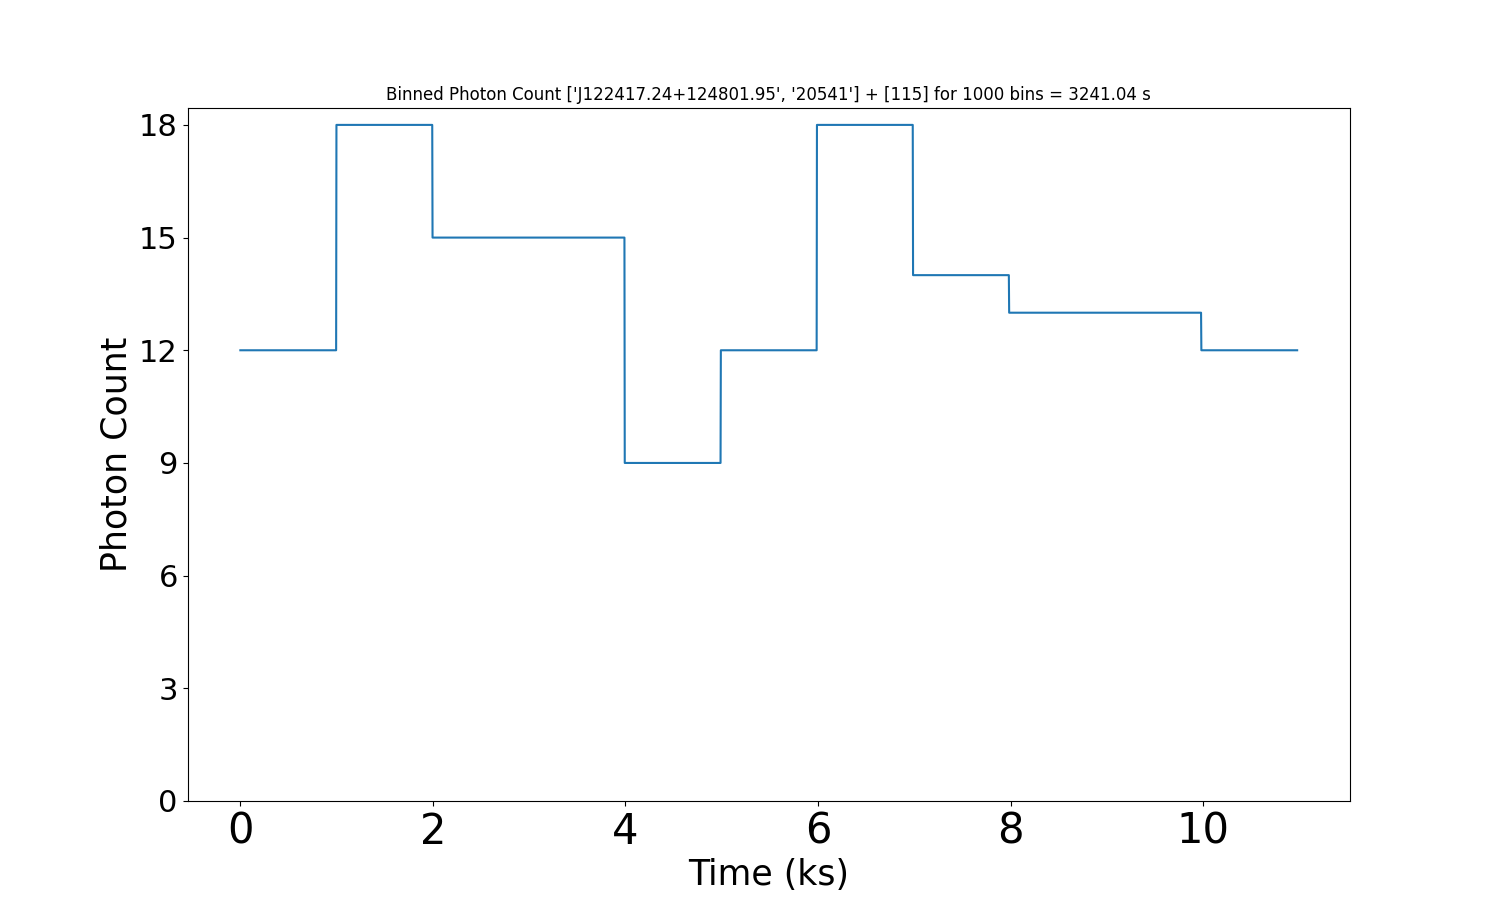 Binned Photon Count ['J122417.24+124801.95', '20541'] + [115] for 1000 bins = 3241.04 s
18
15
12
9
6
3
0
Photon Count
0 2 4 6 8 10
Time (ks)